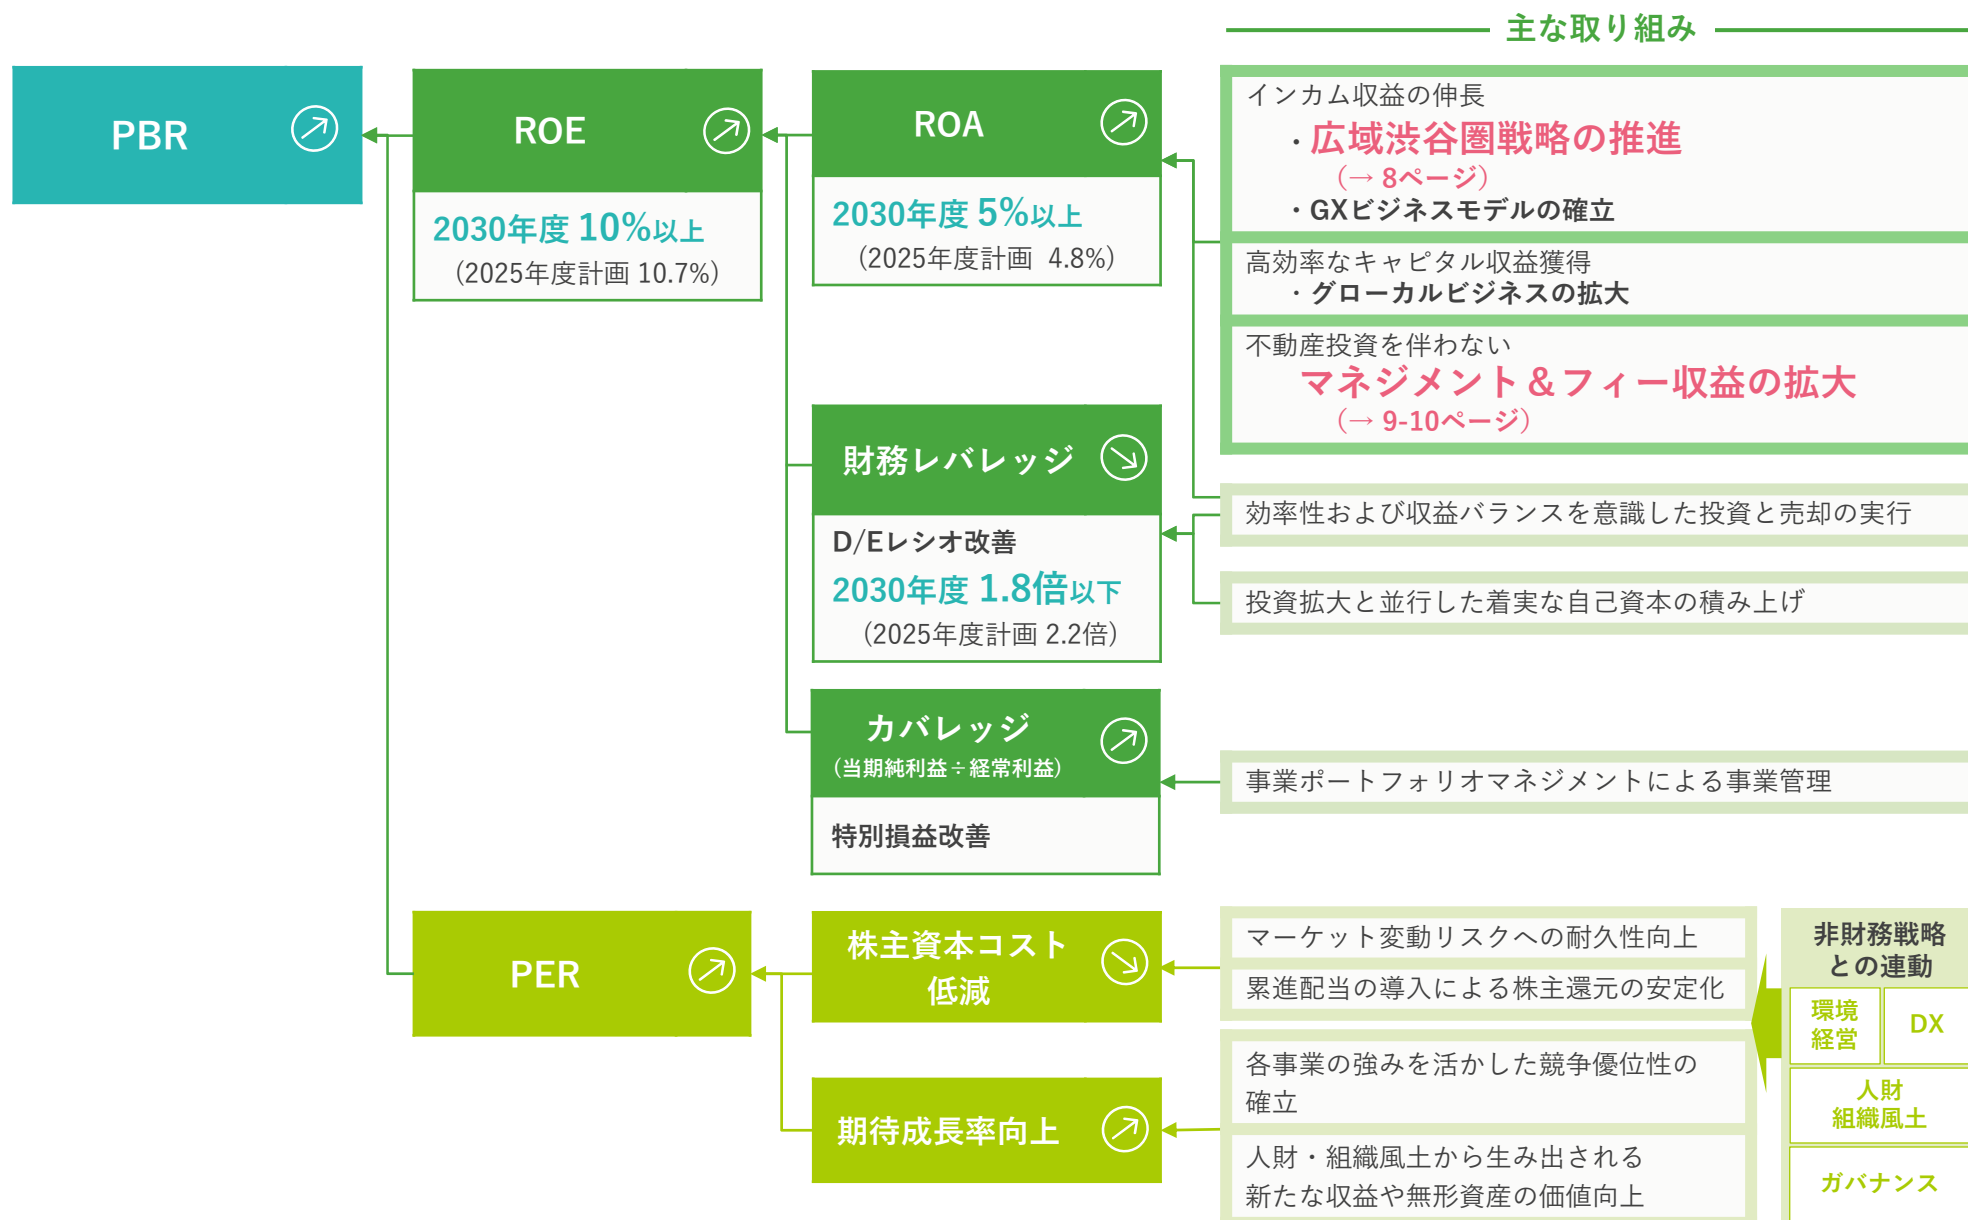 主な取り組み
PBR
ROE
2030年度 10%以上
（2025年度計画 10.7%）
ROA
2030年度 5%以上
（2025年度計画 4.8%）
インカム収益の伸長
・広域渋谷圏戦略の推進
（→ 8ページ）
・GXビジネスモデルの確立
高効率なキャピタル収益獲得
・グローカルビジネスの拡大
不動産投資を伴わない
マネジメント＆フィー収益の拡大
（→ 9-10ページ）
財務レバレッジ
D/Eレシオ改善
2030年度 1.8倍以下
（2025年度計画 2.2倍）
効率性および収益バランスを意識した投資と売却の実行
投資拡大と並行した着実な自己資本の積み上げ
カバレッジ
（当期純利益÷経常利益）
特別損益改善
事業ポートフォリオマネジメントによる事業管理
PER
株主資本コスト
低減
マーケット変動リスクへの耐久性向上
累進配当の導入による株主還元の安定化
期待成長率向上
各事業の強みを活かした競争優位性の
確立
人財・組織風土から生み出される
新たな収益や無形資産の価値向上
非財務戦略
との連動
環境
経営
DX
人財
組織風土
ガバナンス